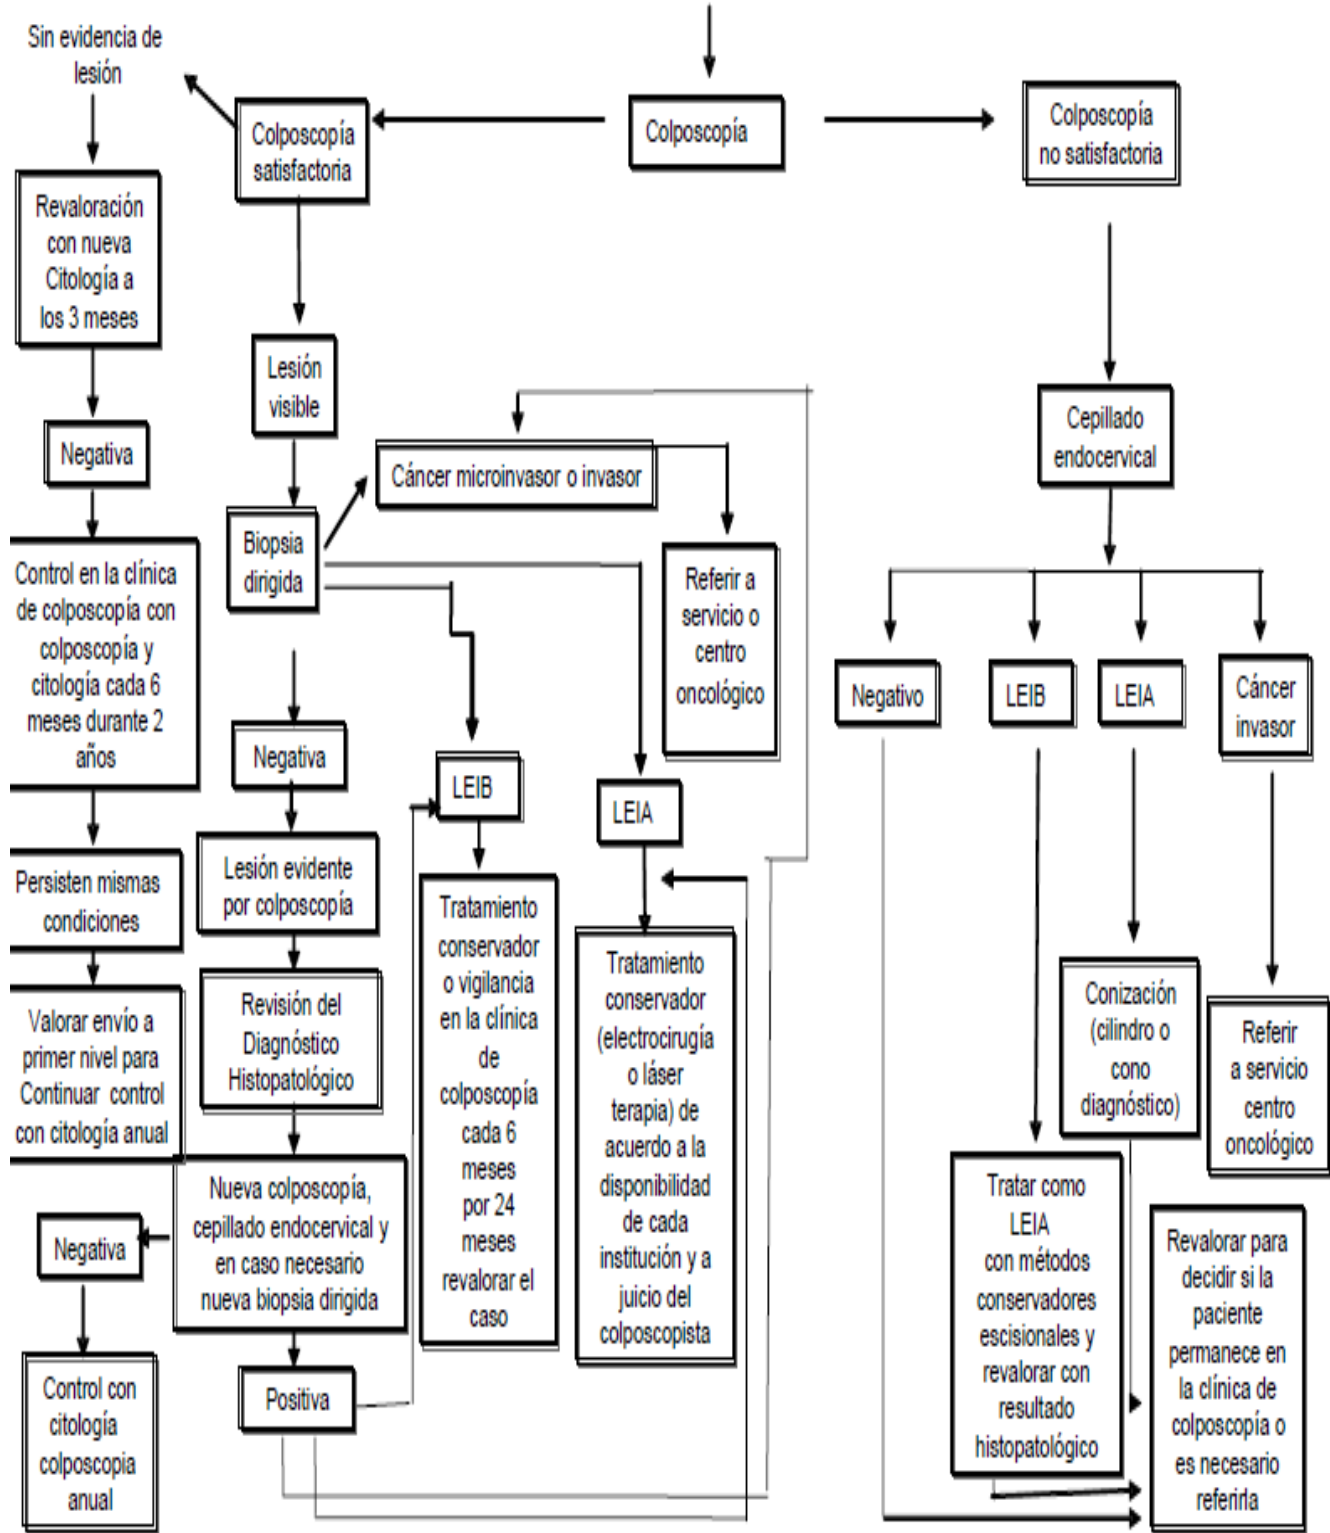 Sin evidencia de
lesión
Colposcopía
satisfactoria
Colposcopía
Colposcopía
no satisfactoria
Revaloración
con nueva
Citología a
los 3 meses
Lesión
visible
Negativa
Cáncer microinvasor o invasor
Cepillado
endocervical
Biopsia
dirigida
Control en la clínica
de colposcopía con
colposcopía y
citología cada 6
meses durante 2
años
Referir a
servicio o
centro
oncológico
Negativo
LEIB
LEIA
Cáncer
invasor
Negativa
LEIB
LEIA
Persisten mismas
condiciones
Lesión evidente
por colposcopía
Tratamiento
conservador
o vigilancia
en la clínica
de
colposcopía
cada 6
meses
por 24
meses
revalorar el
caso
Tratamiento
conservador
(electrocirugía
o láser
terapia) de
acuerdo a la
disponibilidad
de cada
institución y a
juicio del
colposcopista
Valorar envío a
primer nivel para
Continuar control
con citología anual
Revisión del
Diagnóstico
Histopatológico
Conización
(cilindro o
cono
diagnóstico)
Referir
a servicio
centro
oncológico
Nueva colposcopía,
cepillado endocervical y
en caso necesario
nueva biopsia dirigida
Negativa
Tratar como
LEIA
con métodos
conservadores
escisionales y
revalorar con
resultado
histopatológico
Revalorar para
decidir si la
paciente
permanece en
la clínica de
colposcopía o
es necesario
referirla
Control con
citología
colposcopia
anual
Positiva